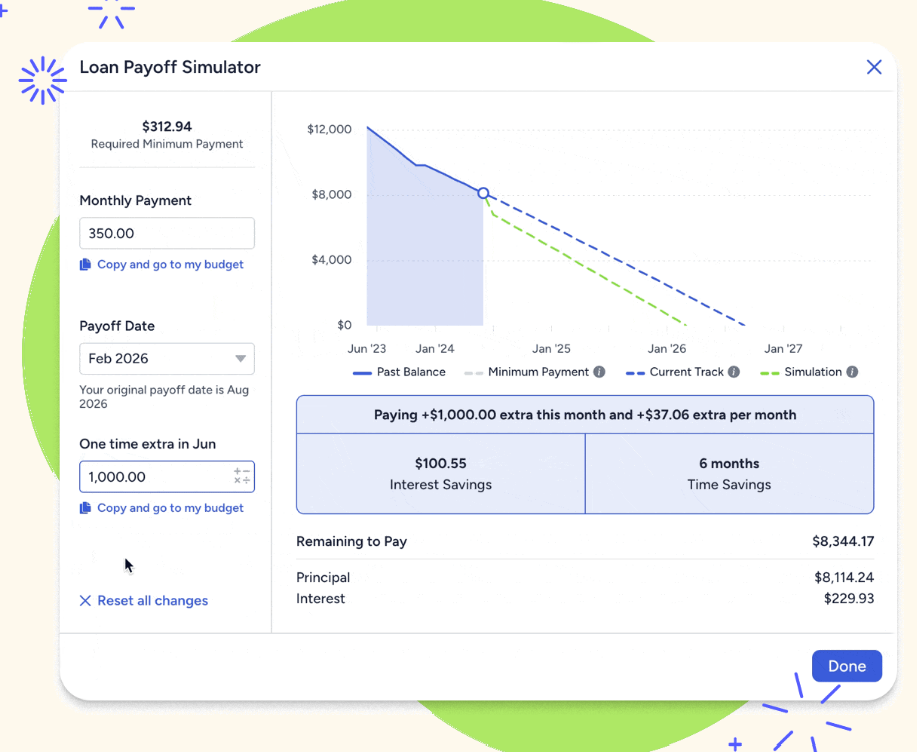 Loan Payoff Simulator
$312.94
Required Minimum Payment
Monthly Payment
350.00
Copy and go to my budget
Payoff Date
Feb 2026
Your original payoff date is Aug
2026
One time extra in Jun
1,000.00
Copy and go to my budget
Reset all changes
$12,000
$8,000
$4,000
$0
Jun '23 Jan '24 Jan '25 Jan '26 Jan '27
Past Balance Minimum Payment Current Track Simulation
Paying +$1,000.00 extra this month and +$37.06 extra per month
$100.55 6 months
Interest Savings Time Savings
Remaining to Pay $8,344.17
Principal $8,114.24
Interest $229.93
Done